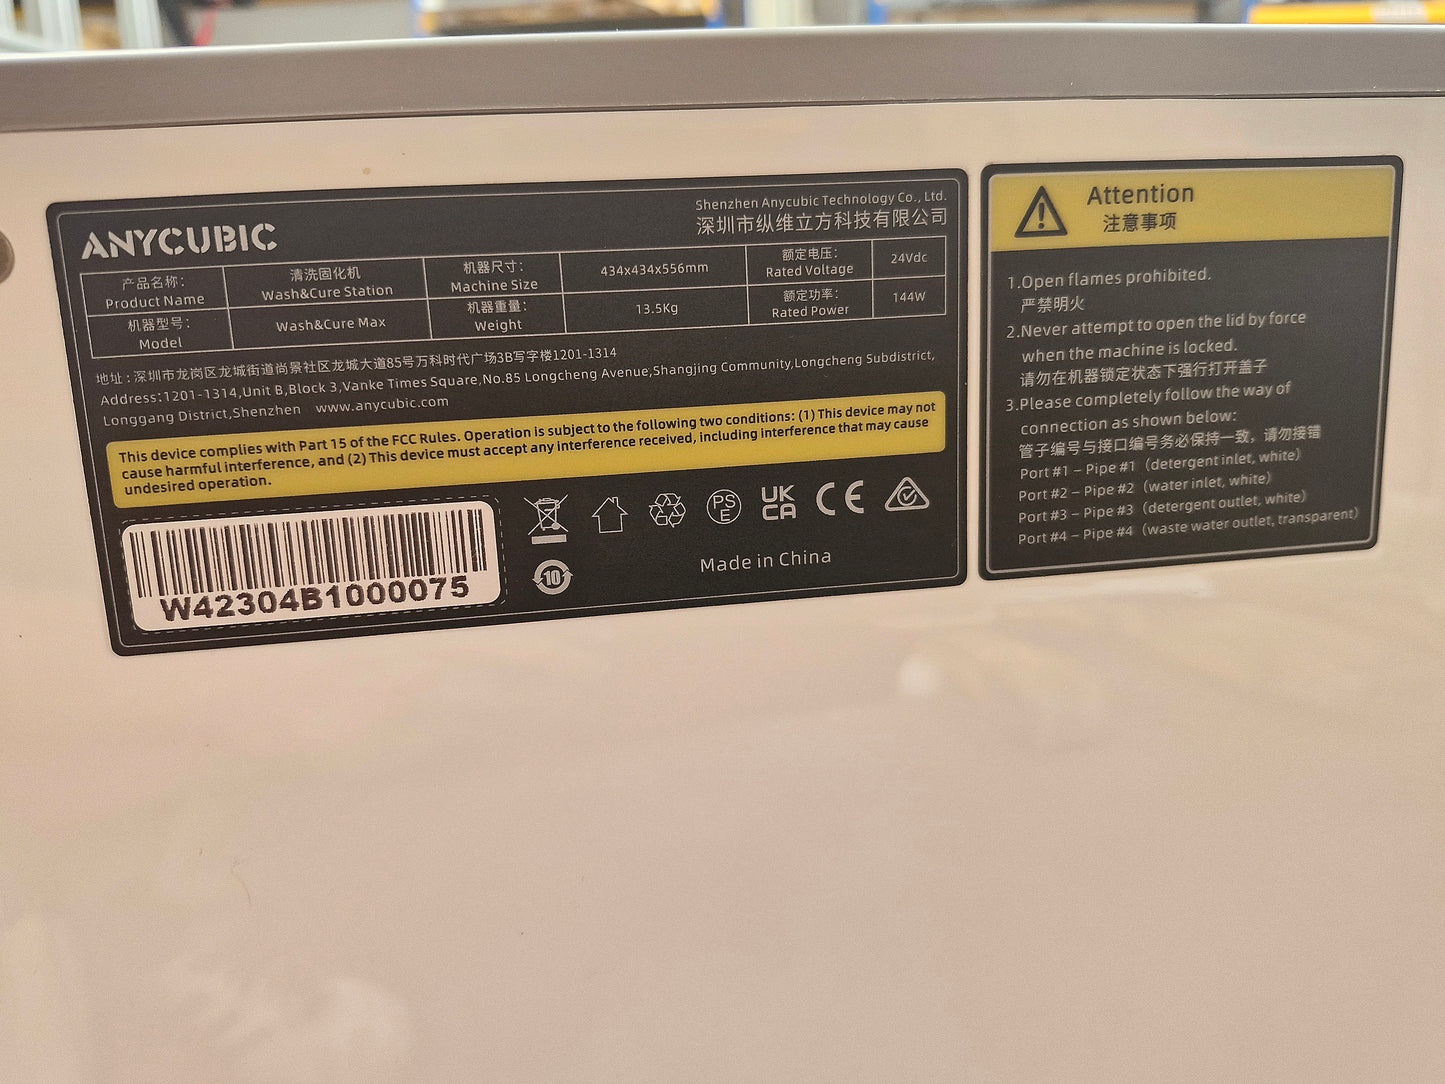 ANYCUBIC
Shenzhen Anycubic Technology Co., Ltd.
深圳市纵维立方科技有限公司
产品名称:
Product Name
清洗固化机
Wash&Cure Station
机器尺寸:
Machine Size
434x434x556mm
额定电压:
Rated Voltage
24Vdc
机器型号:
Model
Wash&Cure Max
机器重量:
Weight
13.5Kg
额定功率:
Rated Power
144W
地址:深圳市龙岗区龙城街道尚景社区龙城大道85号万科时代广场3B写字楼1201-1314
Address:1201-1314,Unit B,Block 3,Vanke Times Square,No.85 Longcheng Avenue,Shangjing Community,Longcheng Subdistrict,
Longgang District,Shenzhen www.anycubic.com
This device complies with Part 15 of the FCC Rules. Operation is subject to the following two conditions: (1) This device may not
cause harmful interference, and (2) This device must accept any interference received, including interference that may cause
undesired operation.
W42304B1000075
PS
E
UK
CA
CE
10
Made in China
Attention
注意事项
1.Open flames prohibited.
严禁明火
2.Never attempt to open the lid by force
when the machine is locked.
请勿在机器锁定状态下强行打开盖子
3.Please completely follow the way of
connection as shown below:
管子编号与接口编号务必保持一致，请勿接错
Port #1 – Pipe #1（detergent inlet, white）
Port #2 – Pipe #2（water inlet, white）
Port #3 – Pipe #3（detergent outlet, white）
Port #4 – Pipe #4（waste water outlet, transparent）